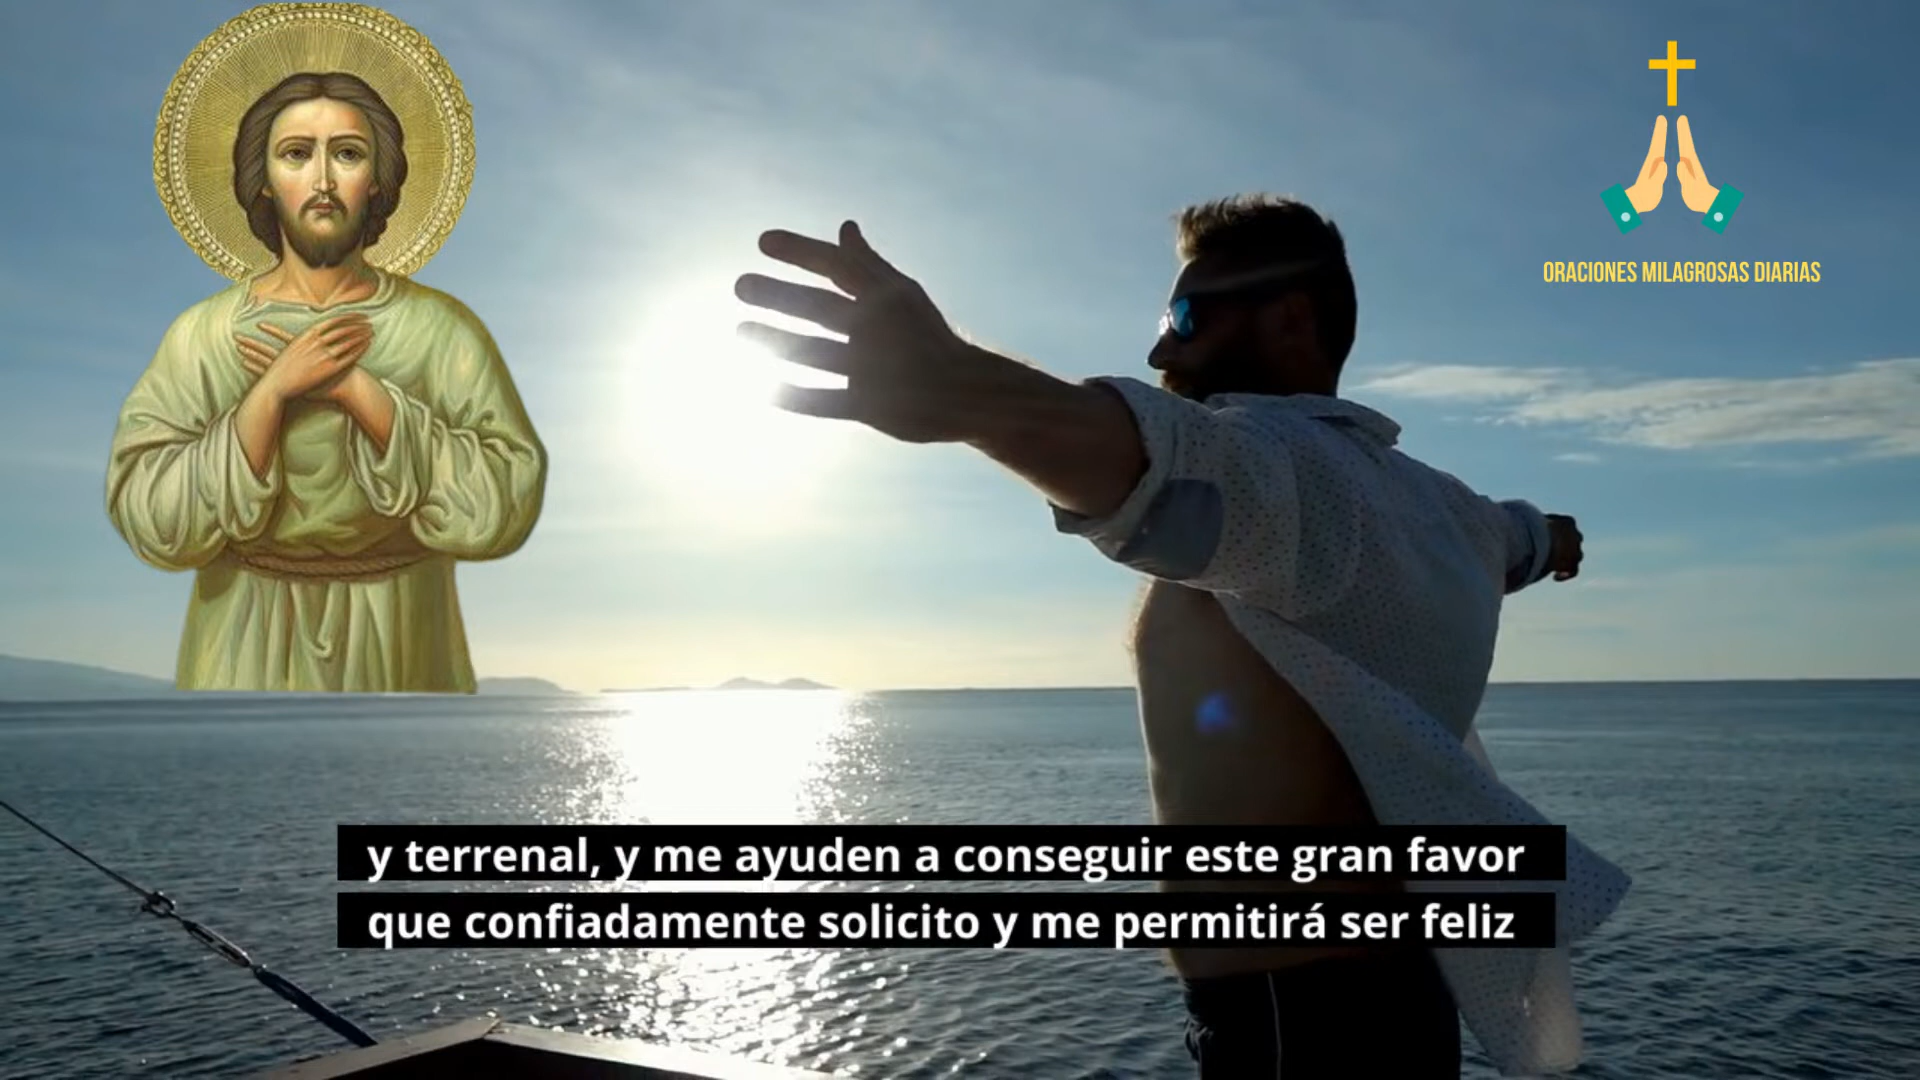 ORACIONES MILAGROSAS DIARIAS
y terrenal, y me ayuden a conseguir este gran favor
que confiadamente solicito y me permitirá ser feliz